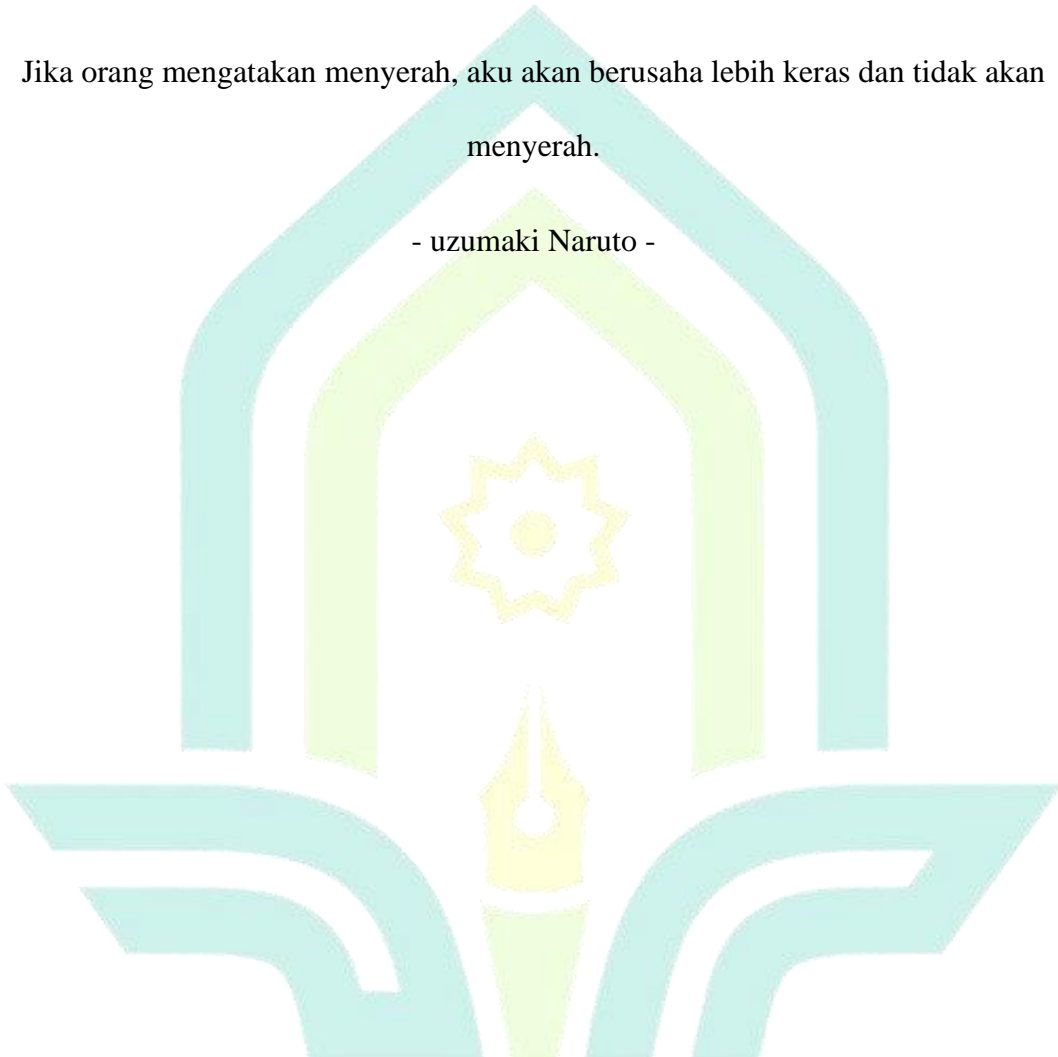 Jika orang mengatakan menyerah, aku akan berusaha lebih keras dan tidak akan
menyerah.
- uzumaki Naruto -